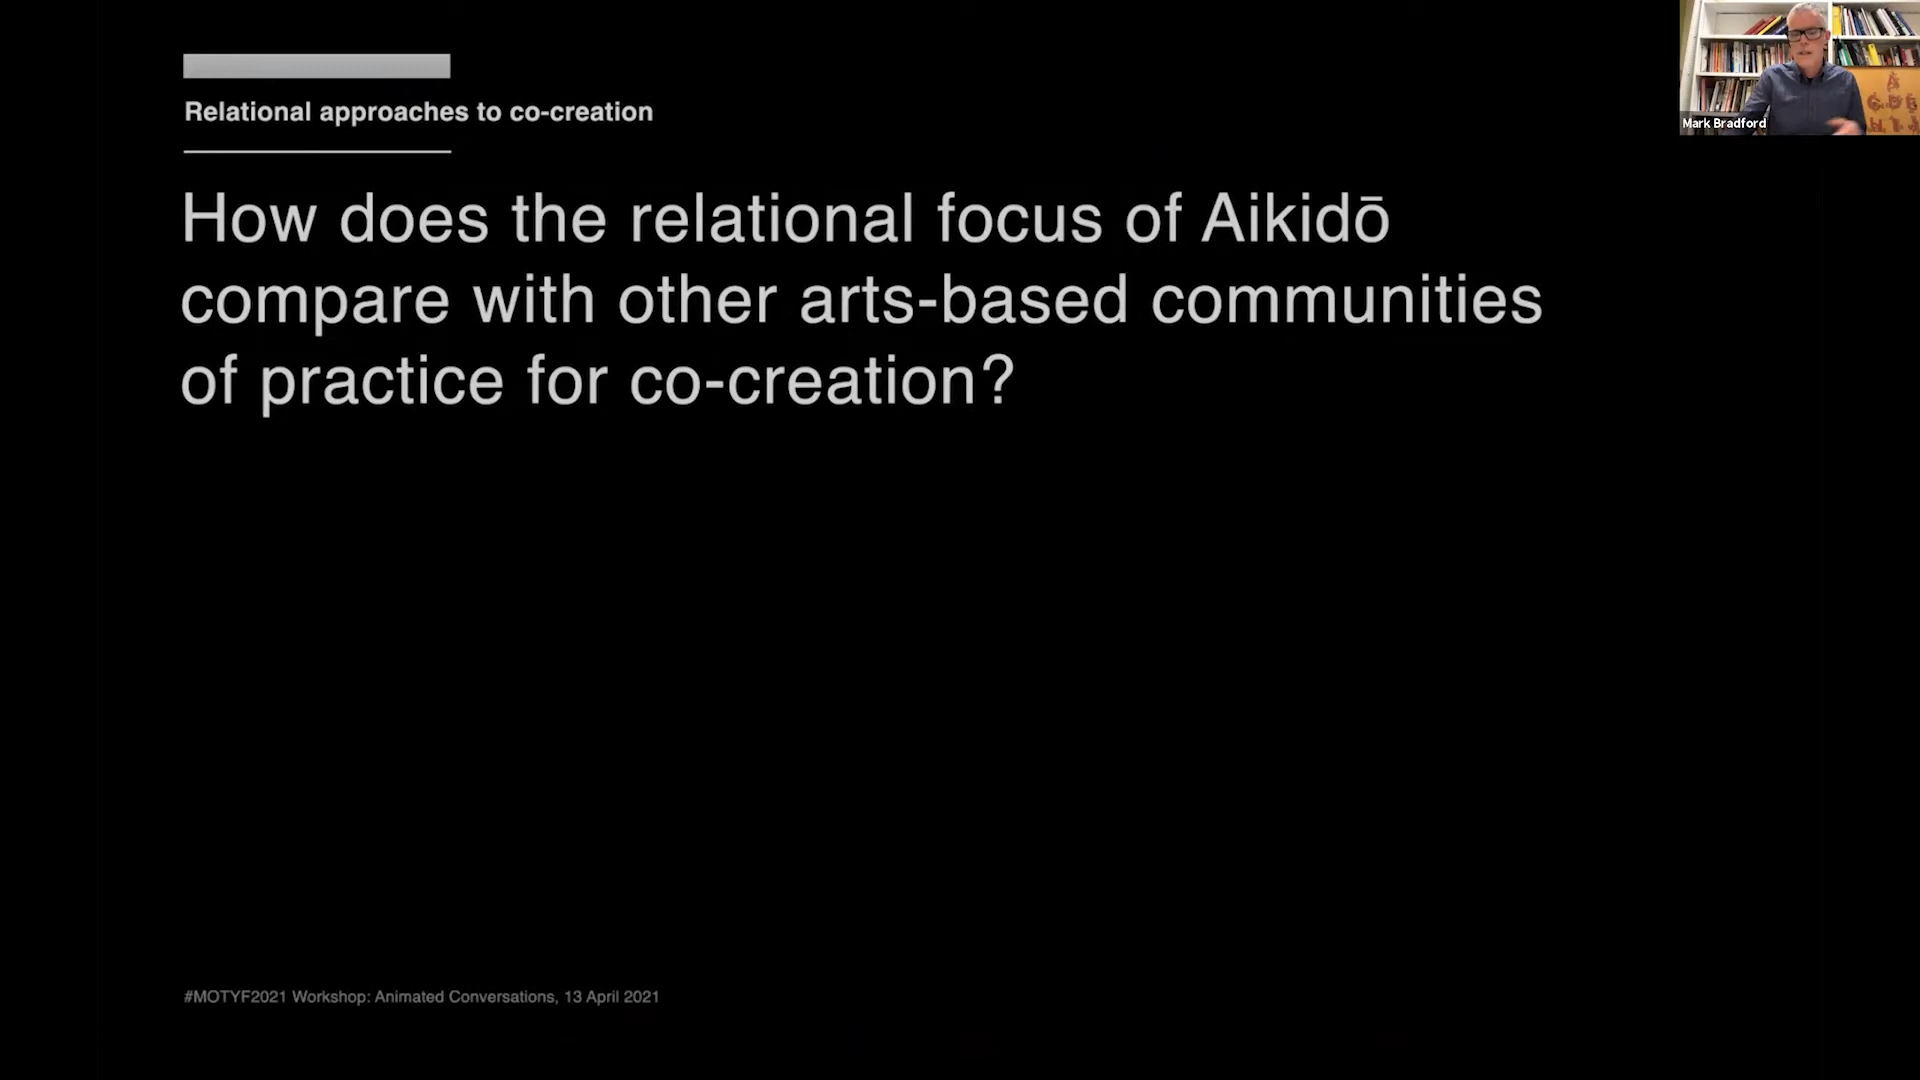 Relational approaches to co-creation
How does the relational focus of Aikidō
compare with other arts-based communities
of practice for co-creation?
#MOTYF2021 Workshop: Animated Conversations, 13 April 2021
Mark Bradford